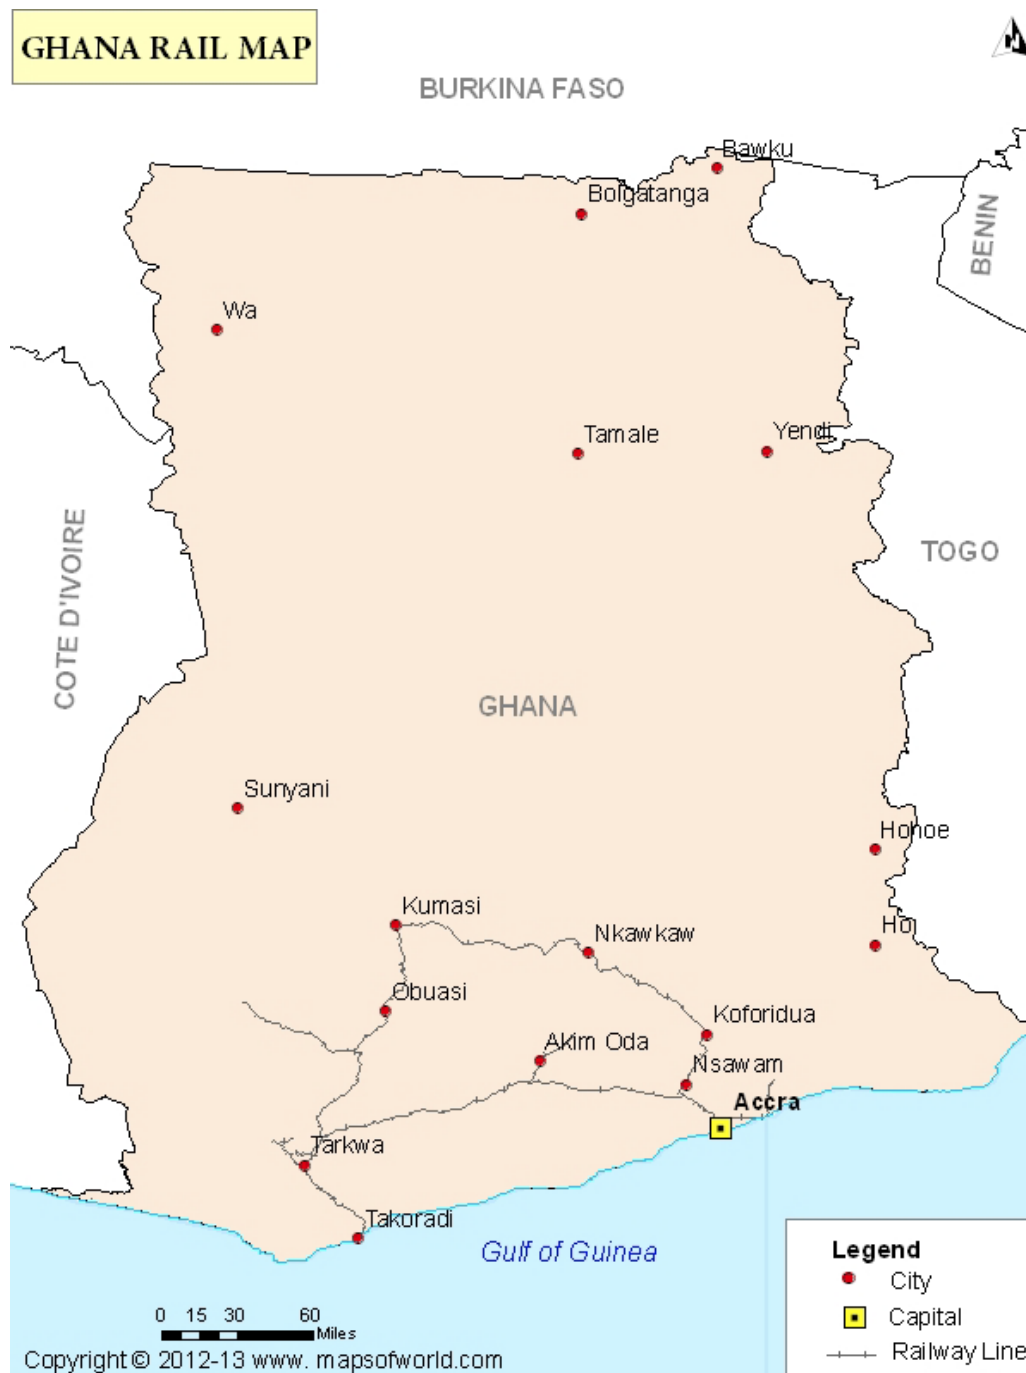 GHANA RAIL MAP
N
BURKINA FASO
Bawku
Bolgatanga
BENIN
Wa
Tamale
Yendi
COTE D'IVOIRE
TOGO
GHANA
Sunyani
Hohoe
Kumasi
Nkawkaw
Ho
Obuasi
Koforidua
Akim Oda
Nsawam
Accra
Tarkwa
Takoradi
Gulf of Guinea
Legend
City
Capital
Railway Line
0 15 30 60
Miles
Copyright © 2012-13 www. mapsofworld.com